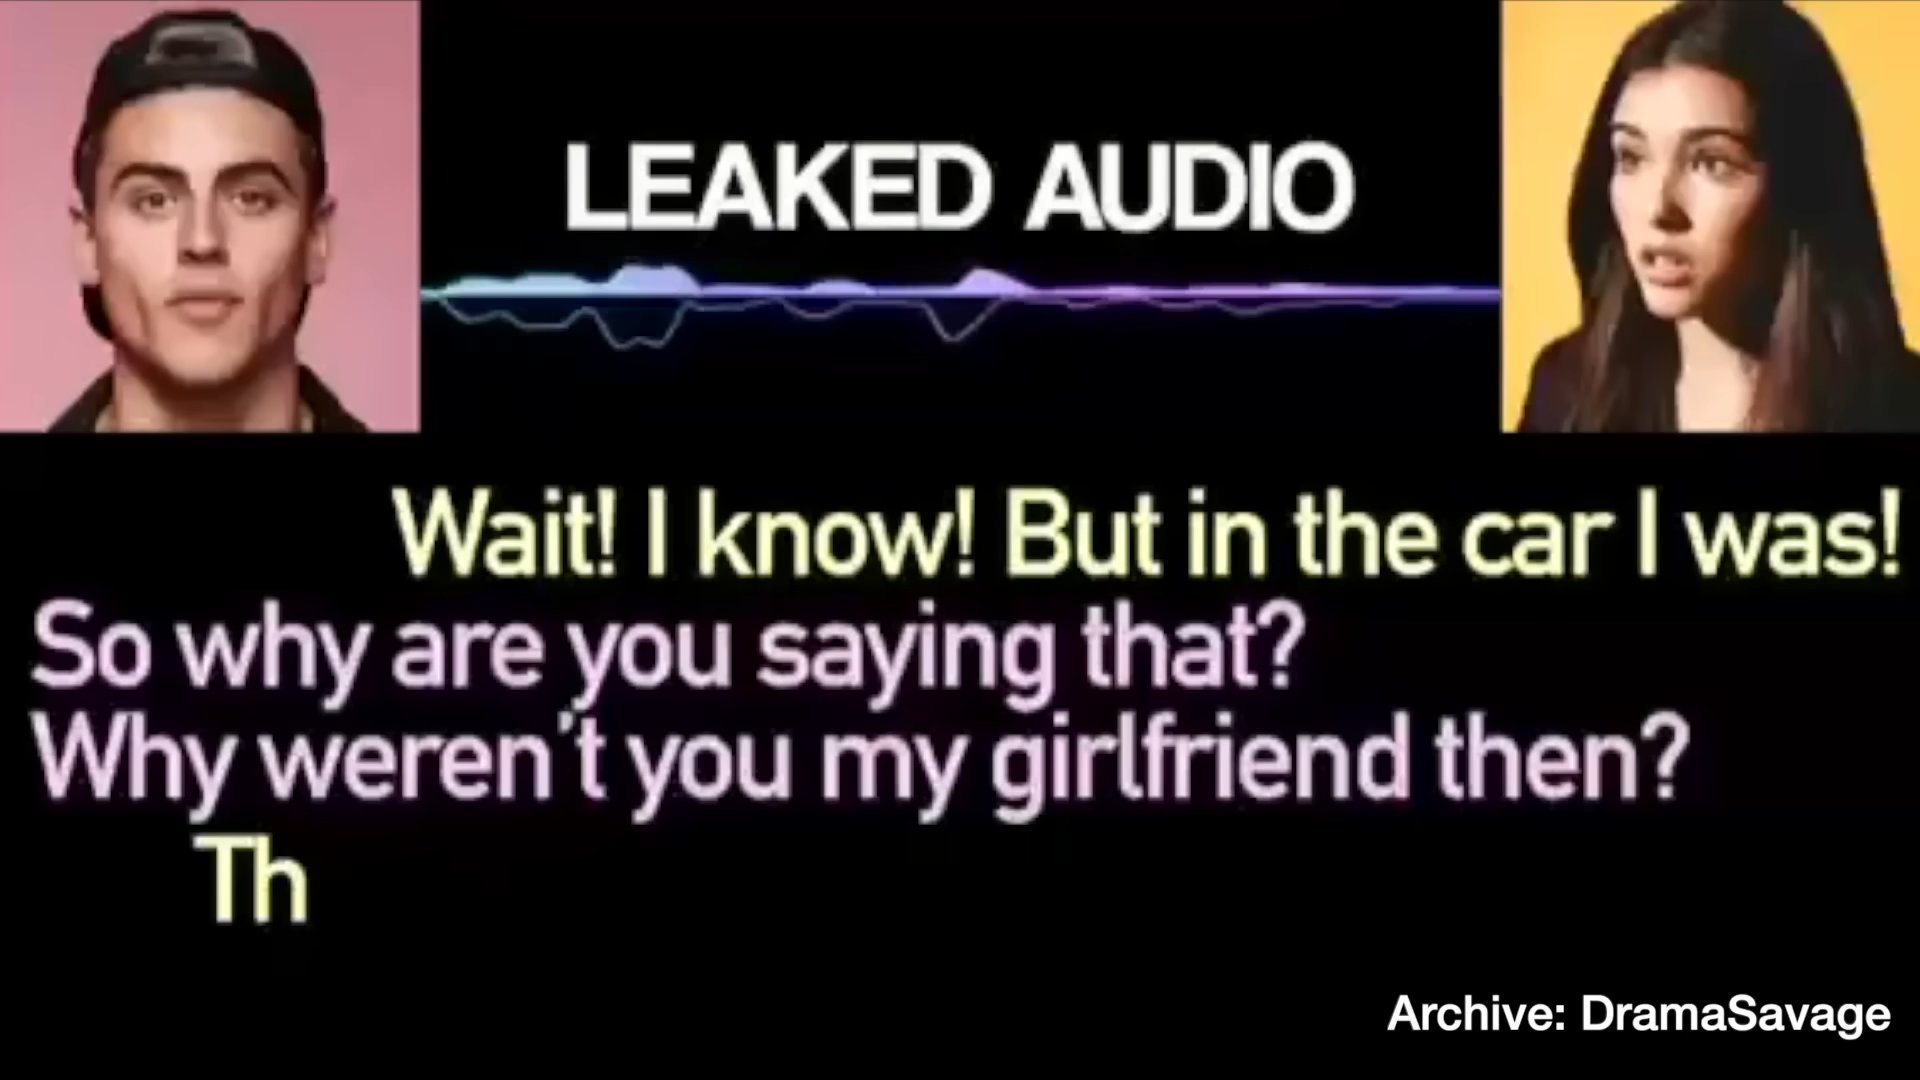 LEAKED AUDIO
Wait! I know! But in the car I was!
So why are you saying that?
Why weren't you my girlfriend then?
Th
Archive: DramaSavage